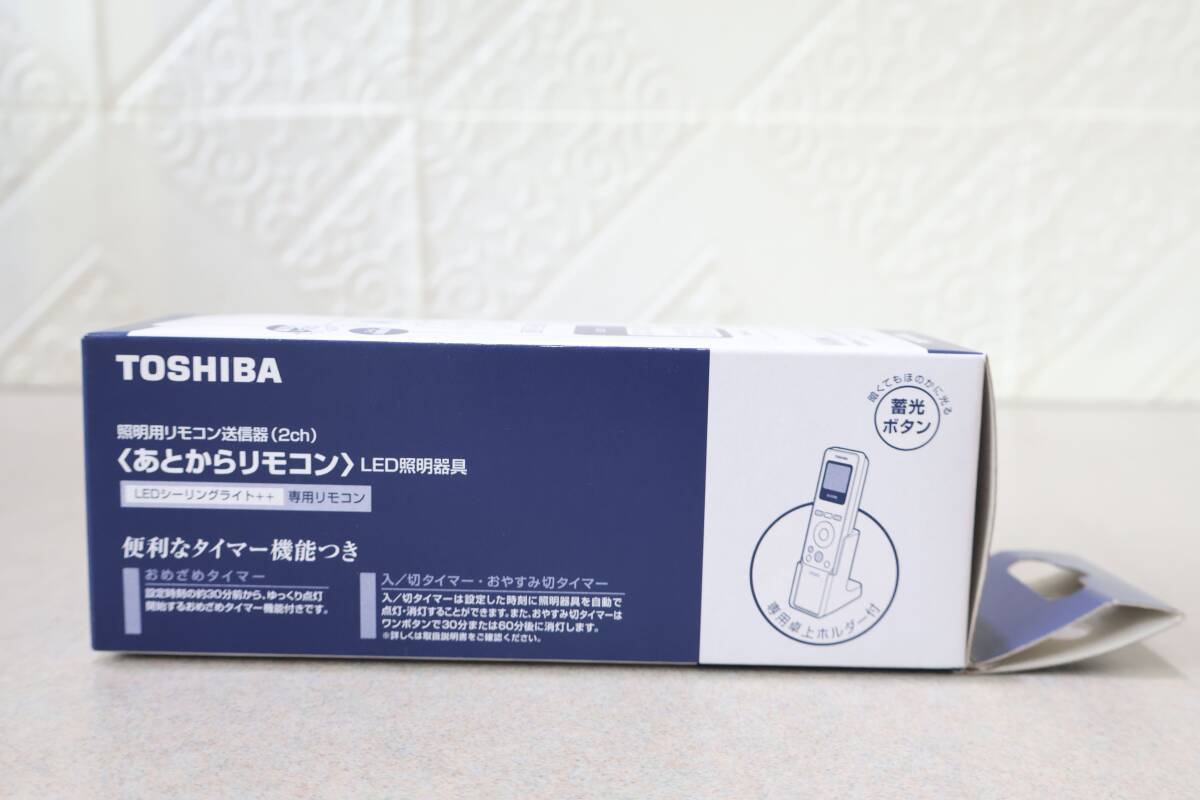 TOSHIBA
照明用リモコン送信器(2ch)
〈あとからリモコン〉LED照明器具
LEDシーリングライト++ 専用リモコン
便利なタイマー機能つき
おめざめタイマー
設定時刻の約30分前から、ゆっくり点灯
開始するおめざめタイマー機能付きです。
入/切タイマー・おやすみ切タイマー
入/切タイマーは設定した時刻に照明器具を自動で
点灯・消灯することができます。また、おやすみ切タイマーは
ワンボタンで30分または60分後に消灯します。
※詳しくは取扱説明書をご確認ください。
暗くてもほのかに光る
蓄光
ボタン
TOSHIBA
専用卓上ホルダー付